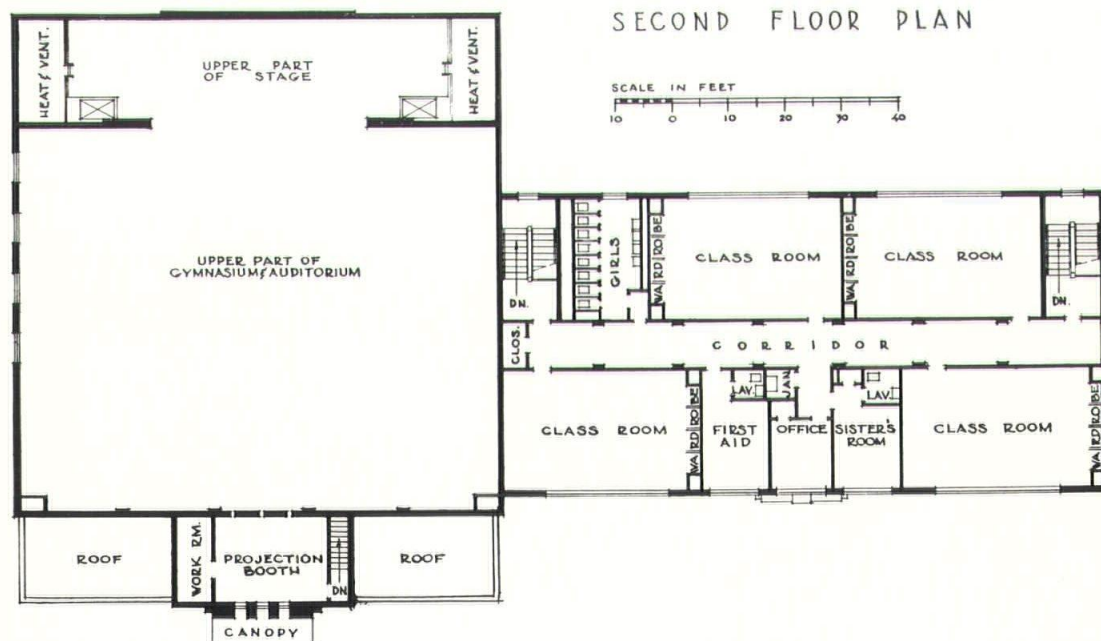 SECOND FLOOR PLAN
SCALE IN FEET
10 0 10 20 30 40
HEAT & VENT.
UPPER PART
OF STAGE
HEAT & VENT.
UPPER PART OF
GYMNASIUM & AUDITORIUM
DN.
GIRLS
WARDROBE
CLASS ROOM
WARDROBE
CLASS ROOM
DN.
CLOS.
CORRIDOR
CLASS ROOM
WARDROBE
LAV.
FIRST
AID
JAN.
OFFICE
SISTER'S
ROOM
LAV.
CLASS ROOM
WARDROBE
ROOF
WORK RM.
PROJECTION
BOOTH
DN.
ROOF
CANOPY